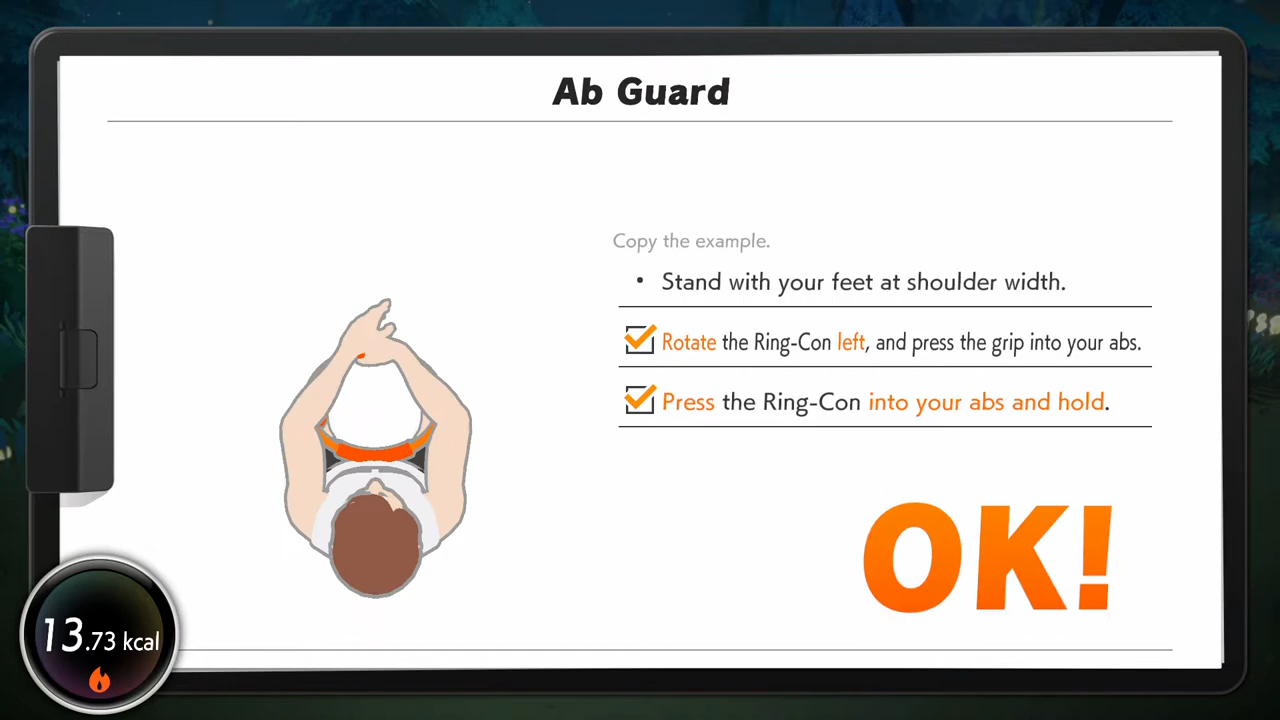 Ab Guard
Copy the example.
• Stand with your feet at shoulder width.
Rotate the Ring-Con left, and press the grip into your abs.
Press the Ring-Con into your abs and hold.
OK!
13.73 kcal